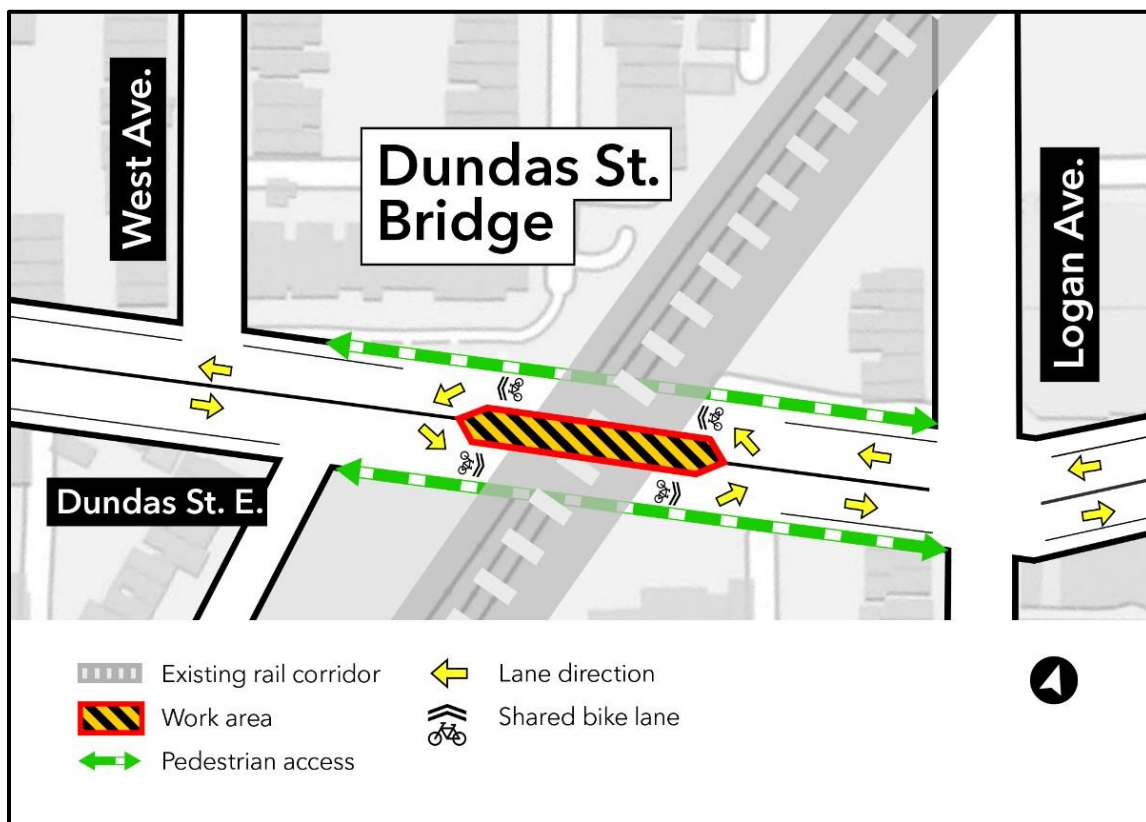 West Ave.
Dundas St.
Bridge
Logan Ave.
Dundas St. E.
Existing rail corridor
Lane direction
Work area
Shared bike lane
Pedestrian access